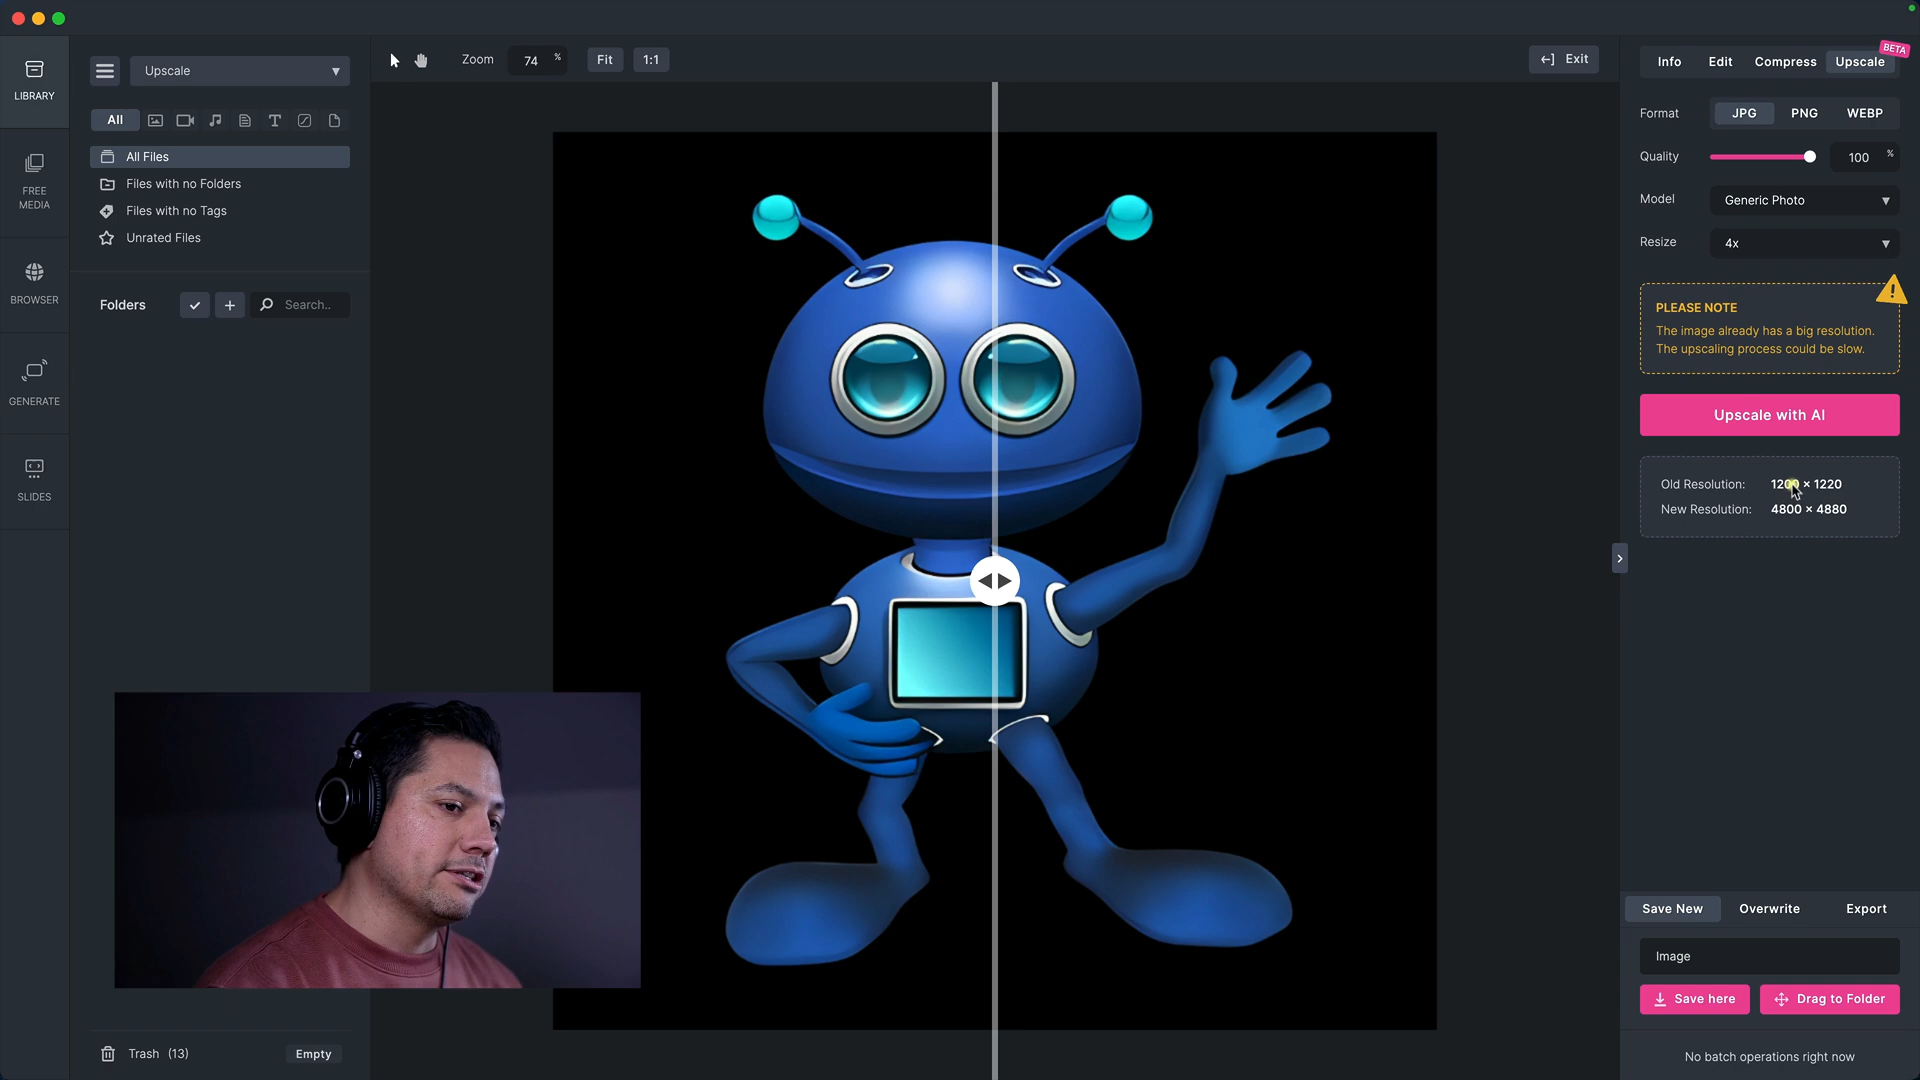 LIBRARY
FREE
MEDIA
BROWSER
GENERATE
SLIDES
Upscale
All
All Files
Files with no Folders
Files with no Tags
Unrated Files
Folders
Search..
Trash (13)
Empty
Zoom 74 %
Fit
1:1
Exit
Info
Edit
Compress
Upscale
BETA
Format
JPG
PNG
WEBP
Quality
100 %
Model
Generic Photo
Resize
4x
PLEASE NOTE
The image already has a big resolution.
The upscaling process could be slow.
Upscale with AI
Old Resolution: 1200 × 1220
New Resolution: 4800 × 4880
Save New
Overwrite
Export
Image
Save here
Drag to Folder
No batch operations right now